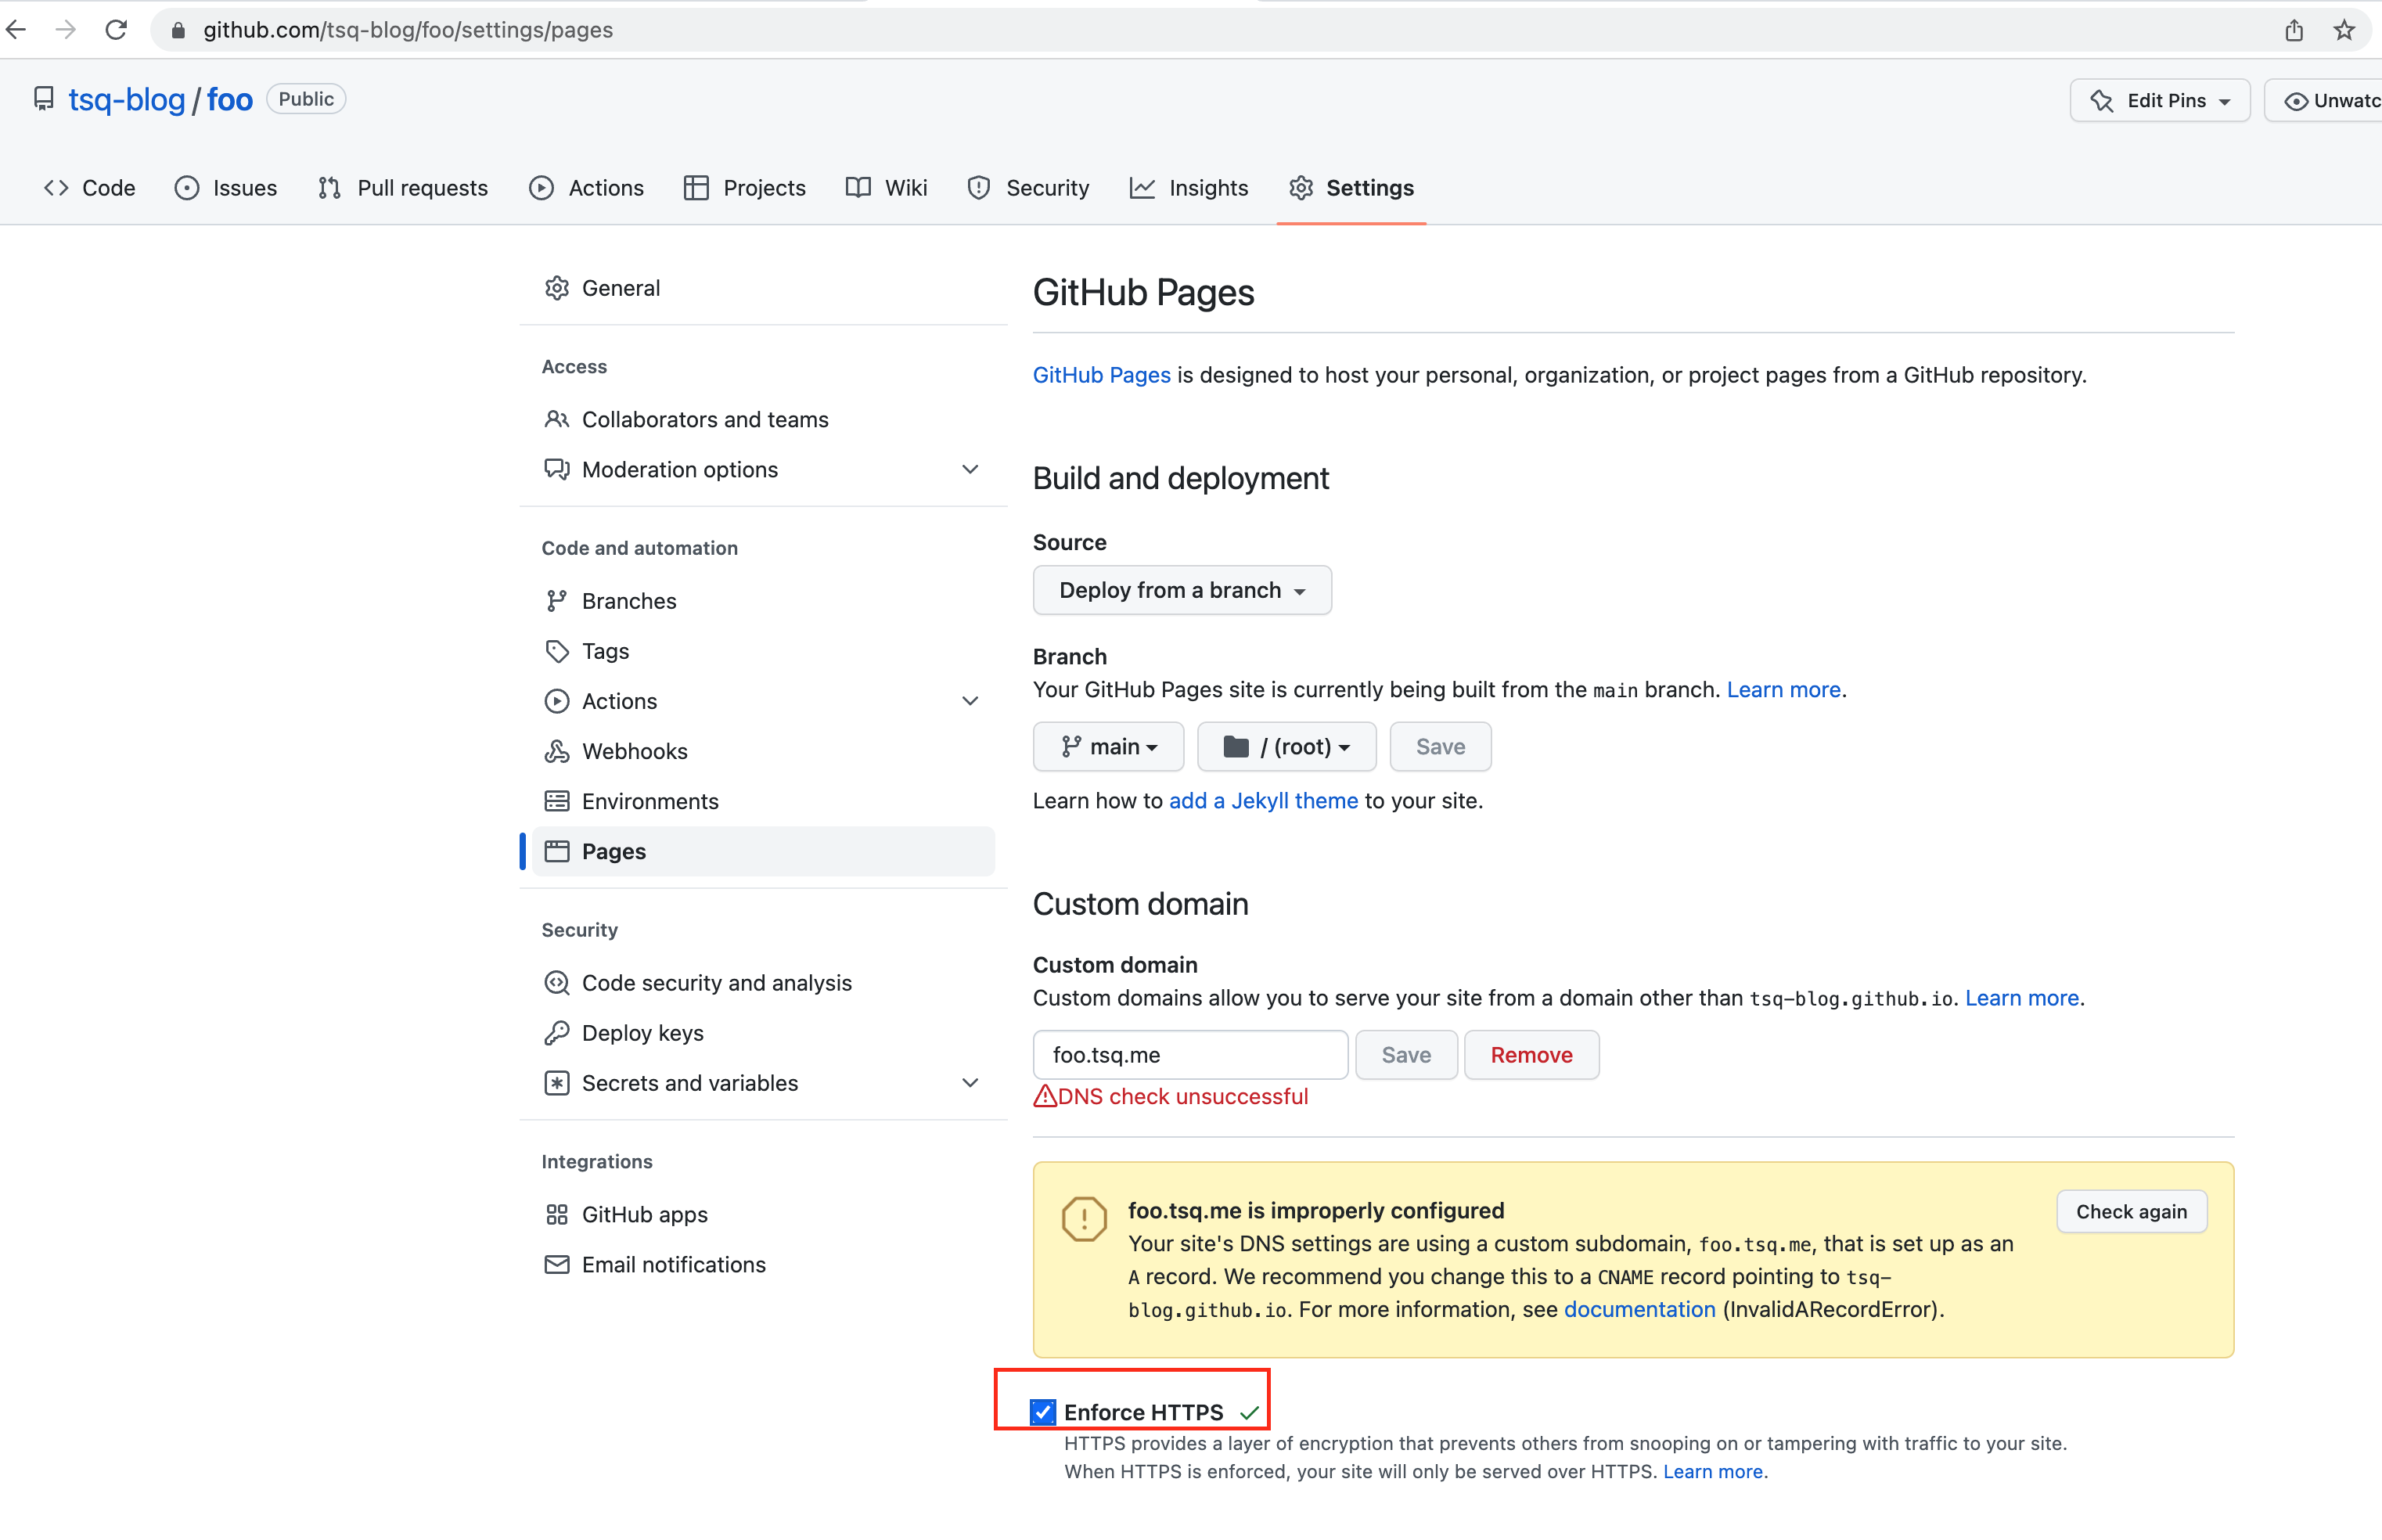 github.com/tsq-blog/foo/settings/pages
tsq-blog / foo Public
Edit Pins
Unwatc
Code Issues Pull requests Actions Projects Wiki Security Insights Settings
General
Access
Collaborators and teams
Moderation options
Code and automation
Branches
Tags
Actions
Webhooks
Environments
Pages
Security
Code security and analysis
Deploy keys
Secrets and variables
Integrations
GitHub apps
Email notifications
GitHub Pages
GitHub Pages is designed to host your personal, organization, or project pages from a GitHub repository.
Build and deployment
Source
Deploy from a branch
Branch
Your GitHub Pages site is currently being built from the main branch. Learn more.
main / (root) Save
Learn how to add a Jekyll theme to your site.
Custom domain
Custom domain
Custom domains allow you to serve your site from a domain other than tsq-blog.github.io. Learn more.
foo.tsq.me Save Remove
DNS check unsuccessful
foo.tsq.me is improperly configured
Check again
Your site's DNS settings are using a custom subdomain, foo.tsq.me, that is set up as an
A record. We recommend you change this to a CNAME record pointing to tsq-
blog.github.io. For more information, see documentation (InvalidARecordError).
Enforce HTTPS
HTTPS provides a layer of encryption that prevents others from snooping on or tampering with traffic to your site.
When HTTPS is enforced, your site will only be served over HTTPS. Learn more.